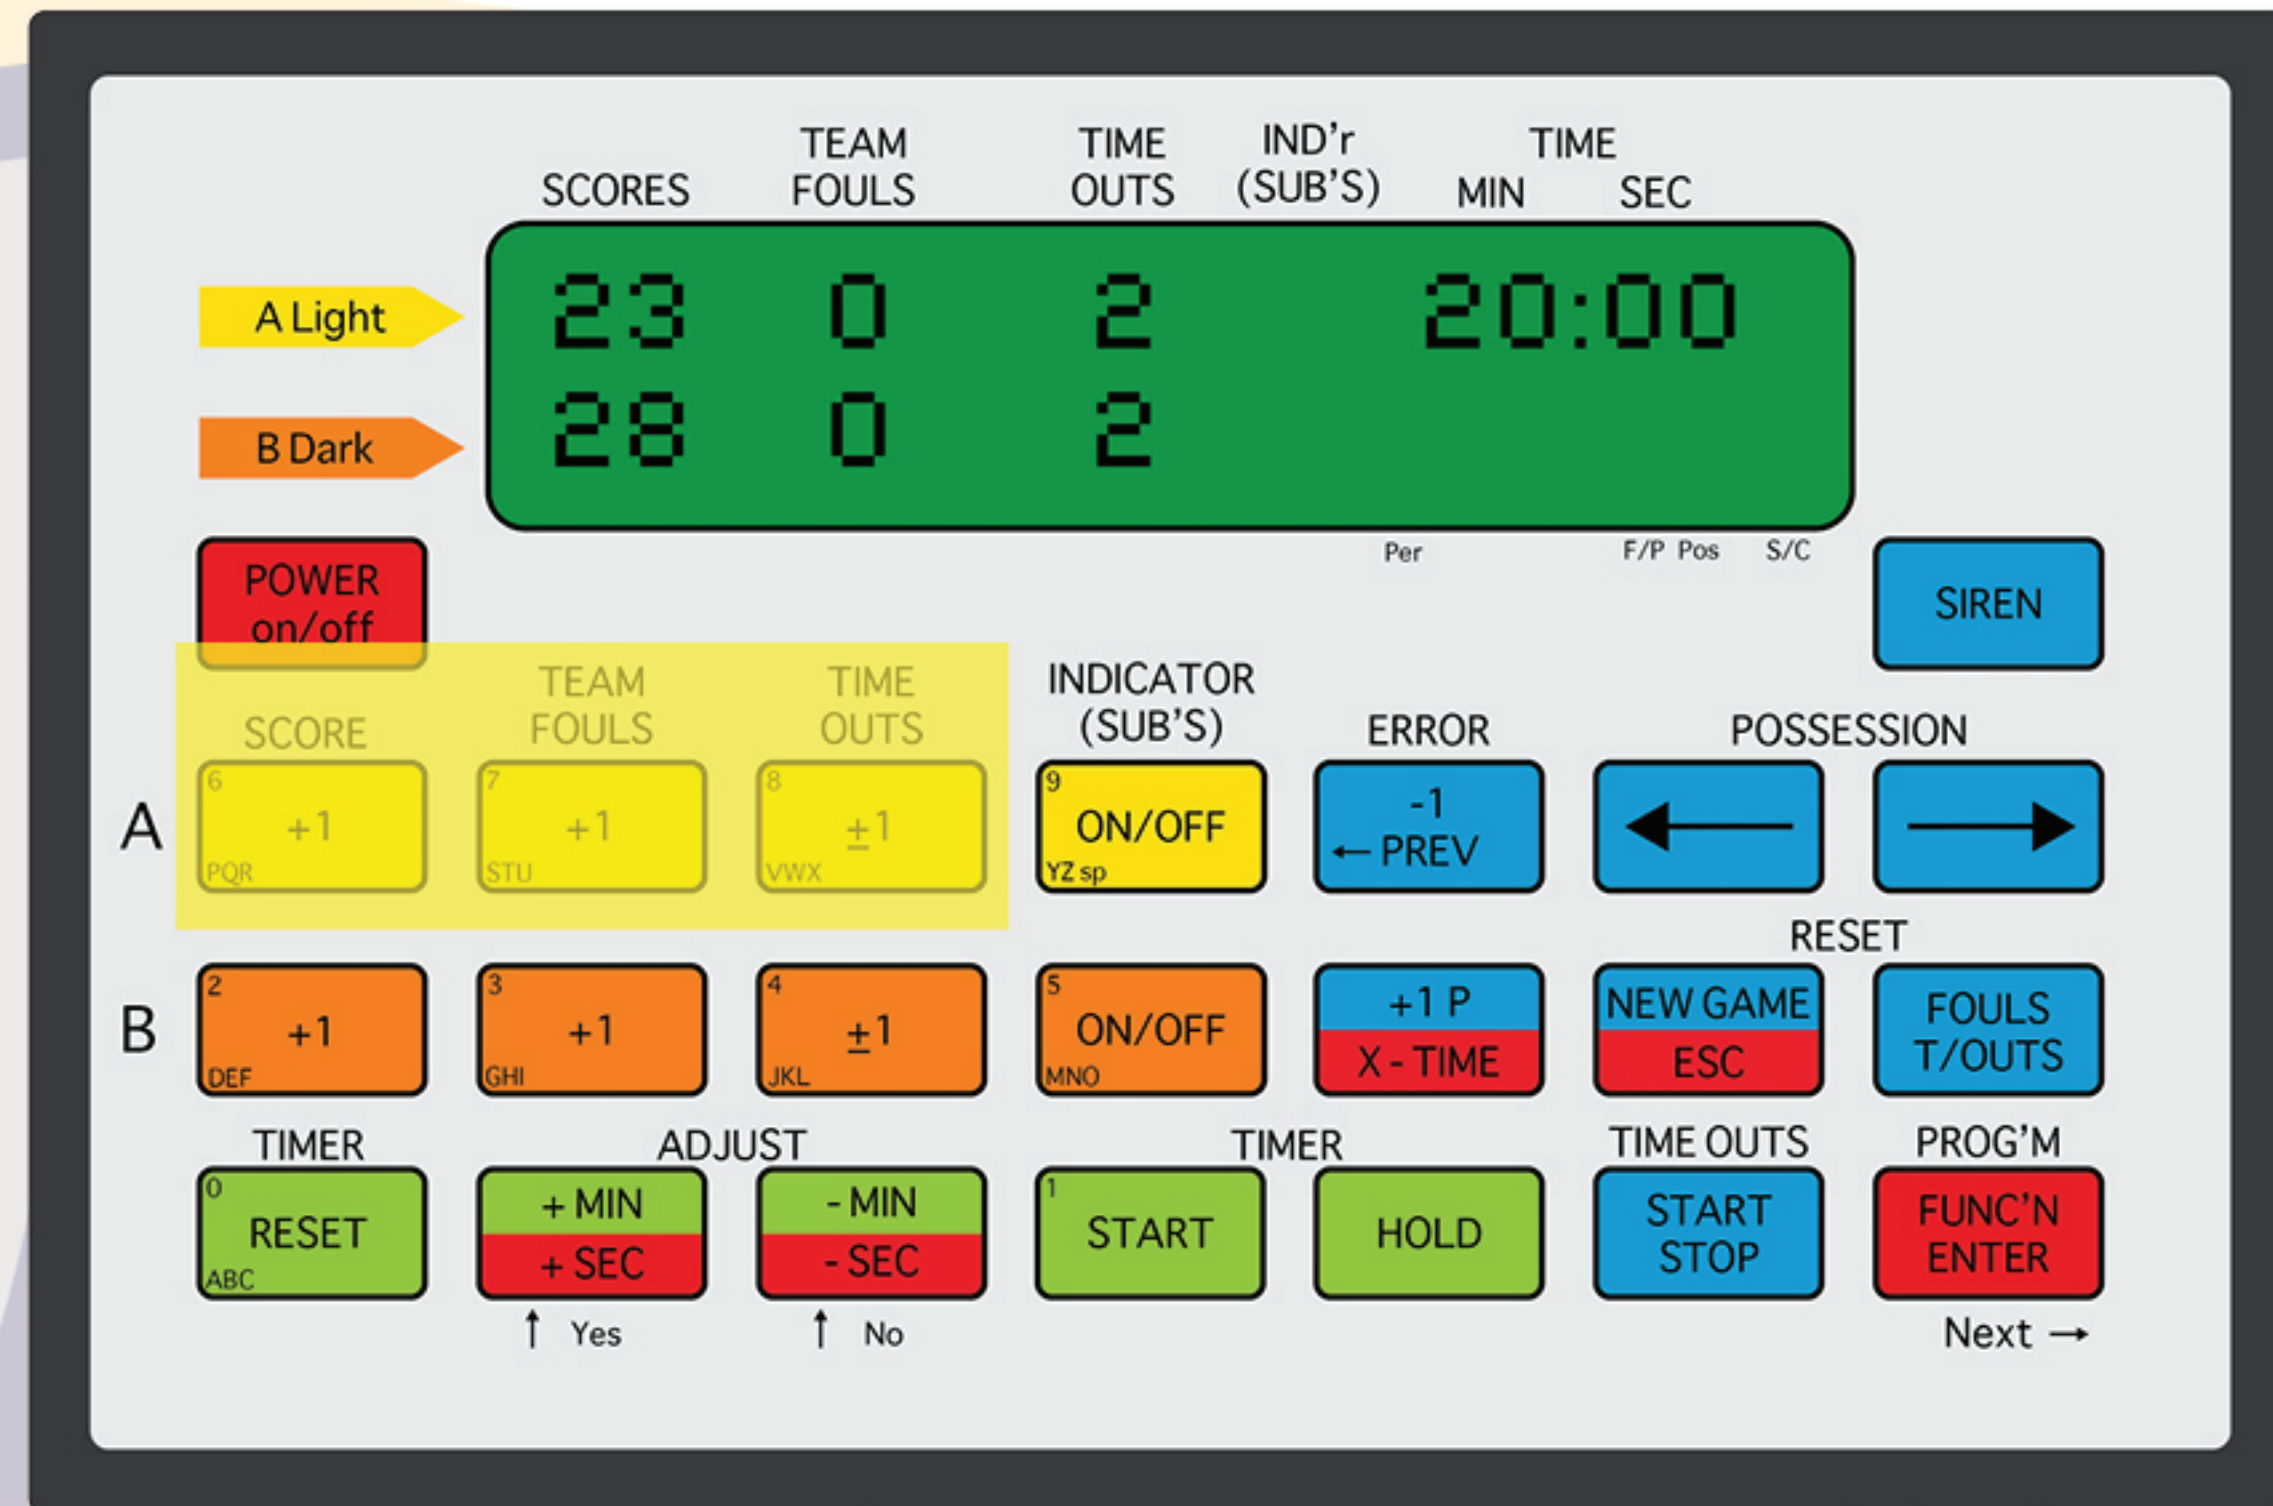 TEAM TIME IND'r TIME
SCORES FOULS OUTS (SUB'S) MIN SEC
A Light 23 0 2 20:00
B Dark 28 0 2
Per F/P Pos S/C
POWER
on/off
SIREN
TEAM TIME INDICATOR
SCORE FOULS OUTS (SUB'S) ERROR POSSESSION
6 7 8 9 -1
A +1 +1 ±1 ON/OFF ← PREV ← →
PQR STU VWX YZ sp
RESET
2 3 4 5 +1 P NEW GAME FOULS
B +1 +1 ±1 ON/OFF X - TIME ESC T/OUTS
DEF GHI JKL MNO
TIMER ADJUST TIMER TIME OUTS PROG'M
0 + MIN - MIN 1 START FUNC'N
RESET + SEC - SEC START HOLD STOP ENTER
ABC
↑ Yes ↑ No Next →